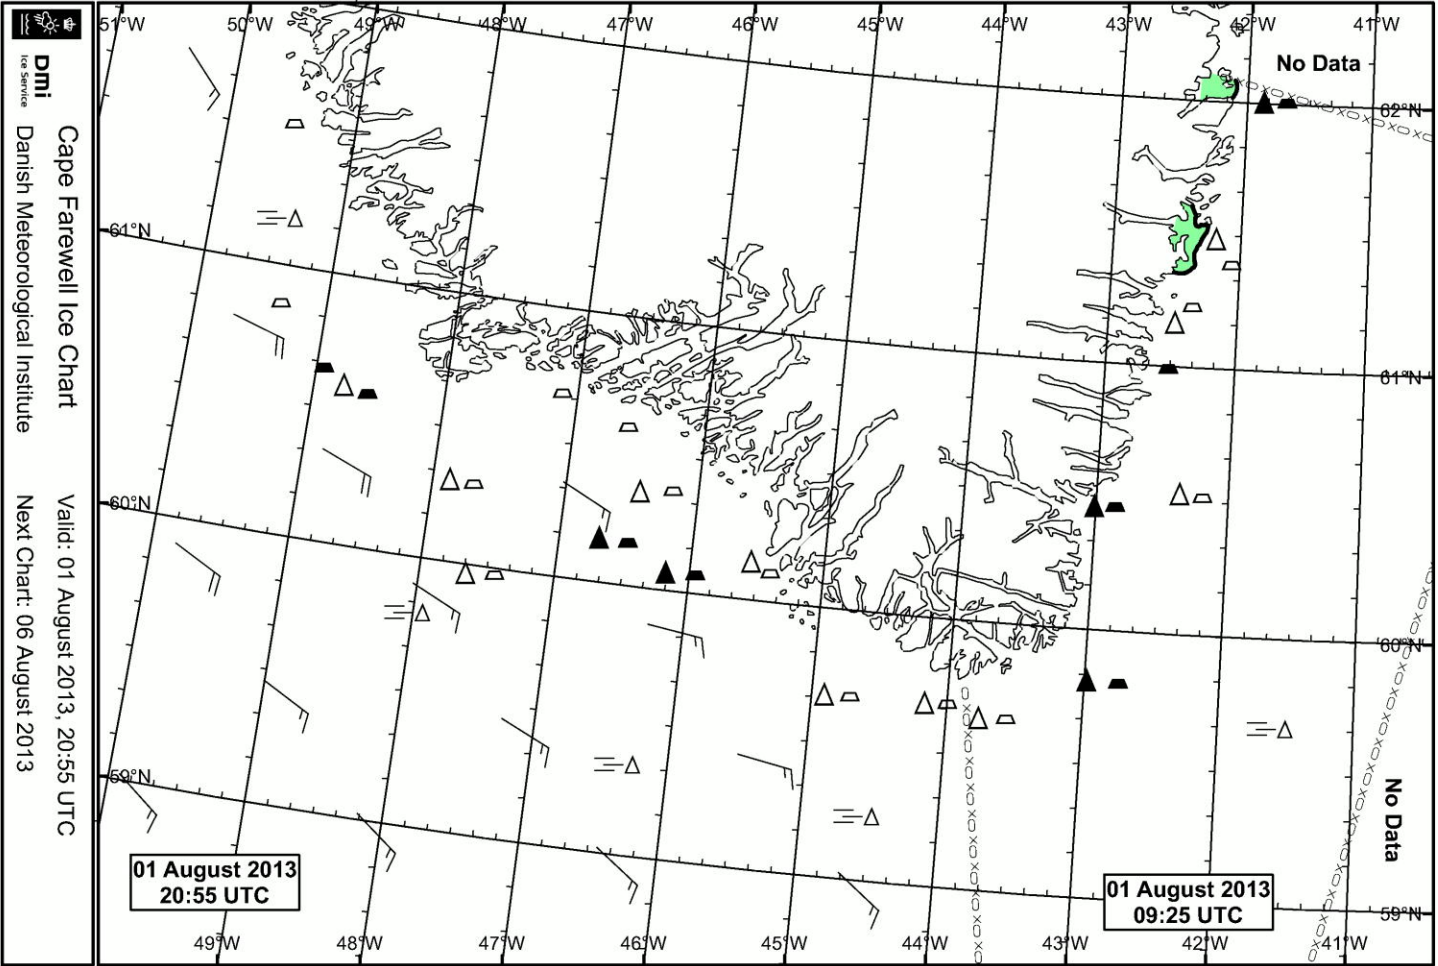 Dmi
Ice Service
Cape Farewell Ice Chart
Danish Meteorological Institute
Valid: 01 August 2013, 20:55 UTC
Next Chart: 06 August 2013
51°W 50°W 49°W 48°W 47°W 46°W 45°W 44°W 43°W 42°W 41°W
No Data
62°N
61°N
61°N
60°N
60°N
59°N
No Data
01 August 2013
20:55 UTC
01 August 2013
09:25 UTC
59°N
49°W 48°W 47°W 46°W 45°W 44°W 43°W 42°W 41°W